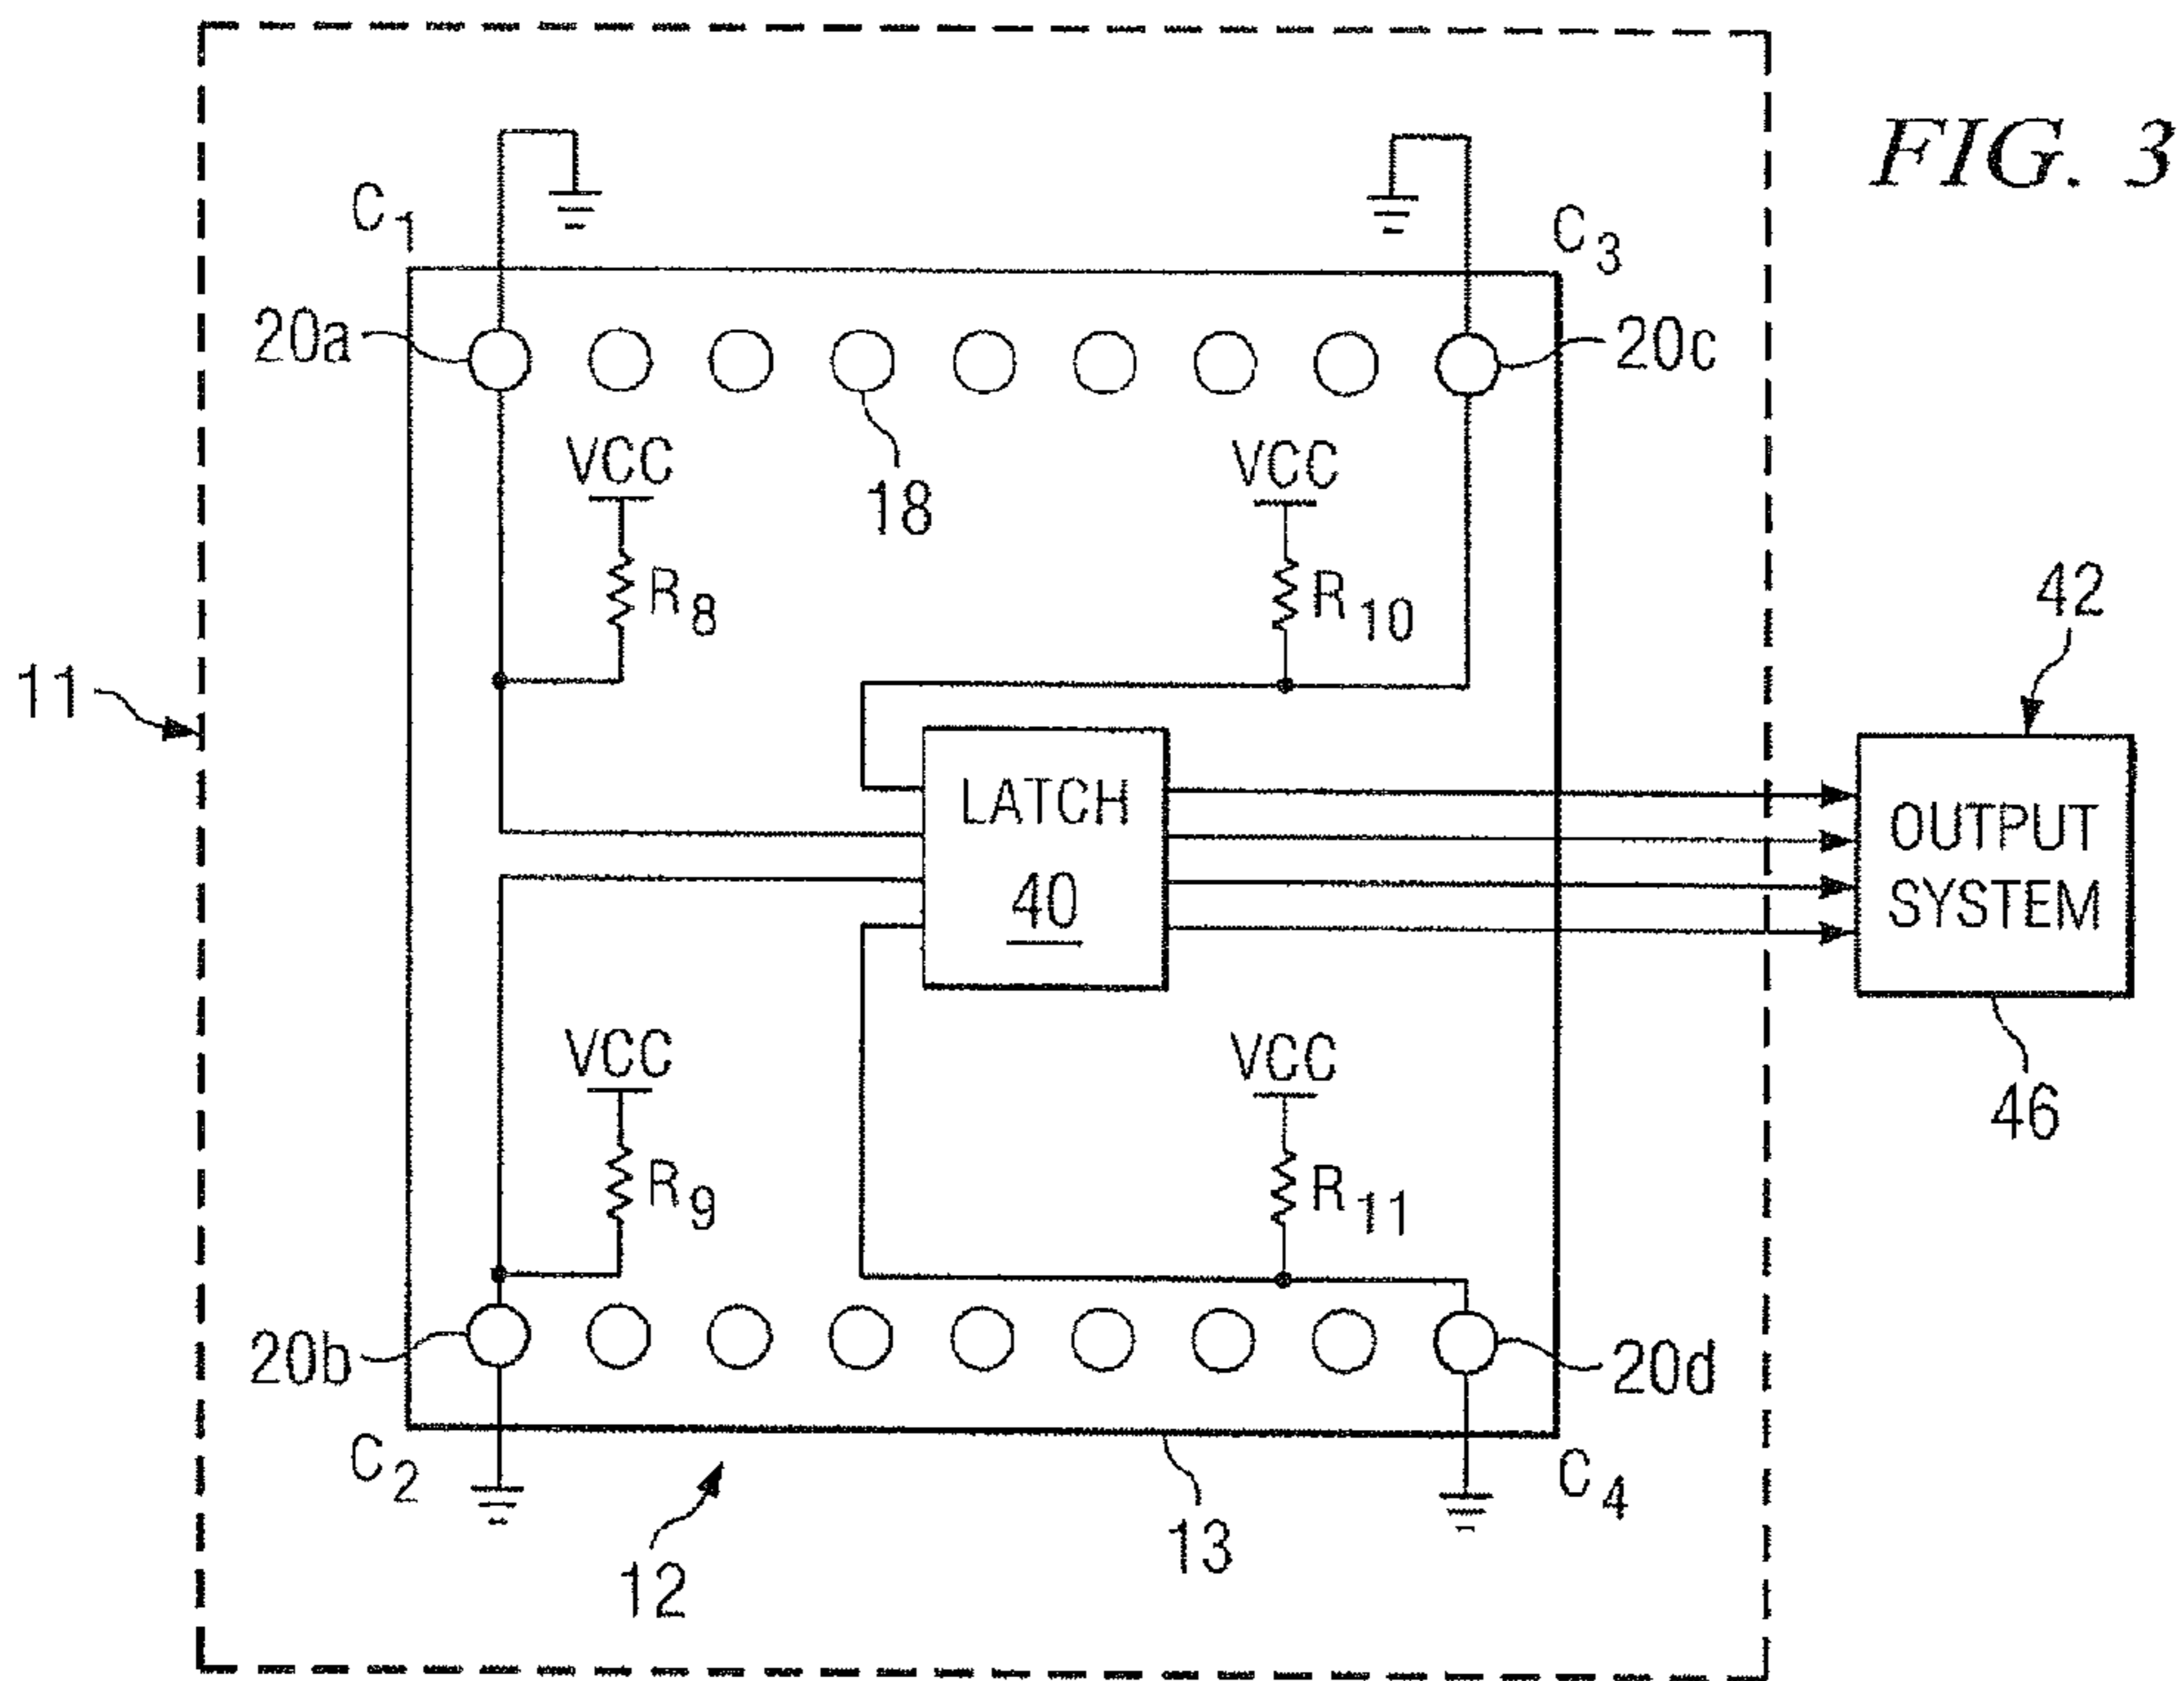 FIG. 3
C1
C3
20a
20c
VCC
VCC
18
R8
R10
42
11
LATCH
40
OUTPUT
SYSTEM
VCC
VCC
46
R9
R11
20b
20d
C2
C4
12
13